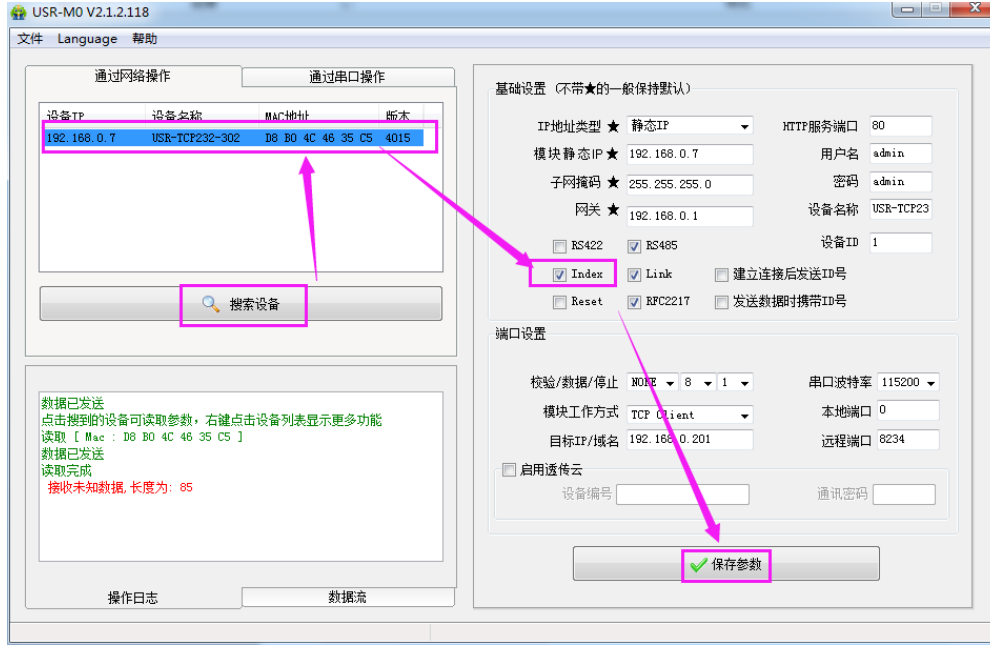 USR-M0 V2.1.2.118
文件 Language 帮助
通过网络操作 通过串口操作
设备IP 设备名称 MAC地址 版本
192.168.0.7 USR-TCP232-302 D8 B0 4C 46 35 C5 4015
搜索设备
数据已发送
点击搜到的设备可读取参数，右键点击设备列表显示更多功能
读取 [ Mac : D8 B0 4C 46 35 C5 ]
数据已发送
读取完成
接收未知数据,长度为: 85
操作日志 数据流
基础设置（不带★的一般保持默认）
IP地址类型 ★ 静态IP HTTP服务端口 80
模块静态IP ★ 192.168.0.7 用户名 admin
子网掩码 ★ 255.255.255.0 密码 admin
网关 ★ 192.168.0.1 设备名称 USR-TCP23
RS422 RS485 设备ID 1
Index Link 建立连接后发送ID号
Reset RFC2217 发送数据时携带ID号
端口设置
校验/数据/停止 NONE 8 1 串口波特率 115200
模块工作方式 TCP Client 本地端口 0
目标IP/域名 192.168.0.201 远程端口 8234
启用透传云
设备编号 通讯密码
保存参数